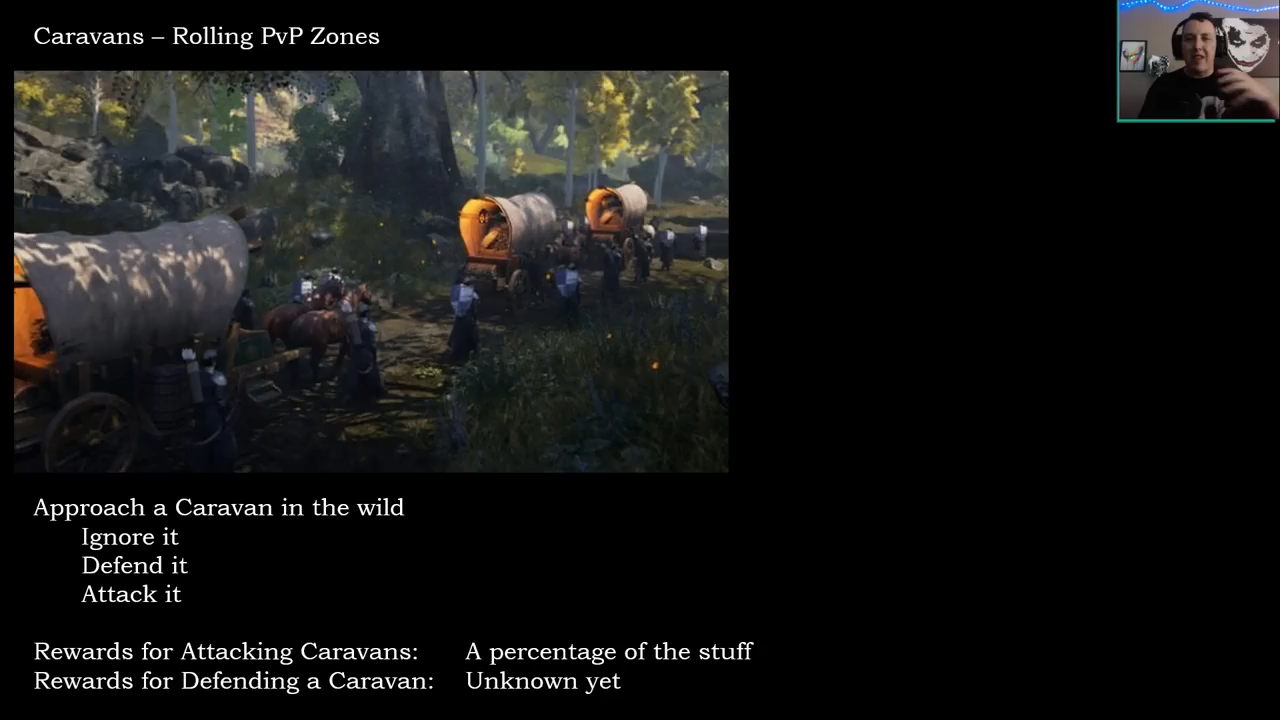 Caravans – Rolling PvP Zones
Approach a Caravan in the wild
Ignore it
Defend it
Attack it
Rewards for Attacking Caravans: A percentage of the stuff
Rewards for Defending a Caravan: Unknown yet